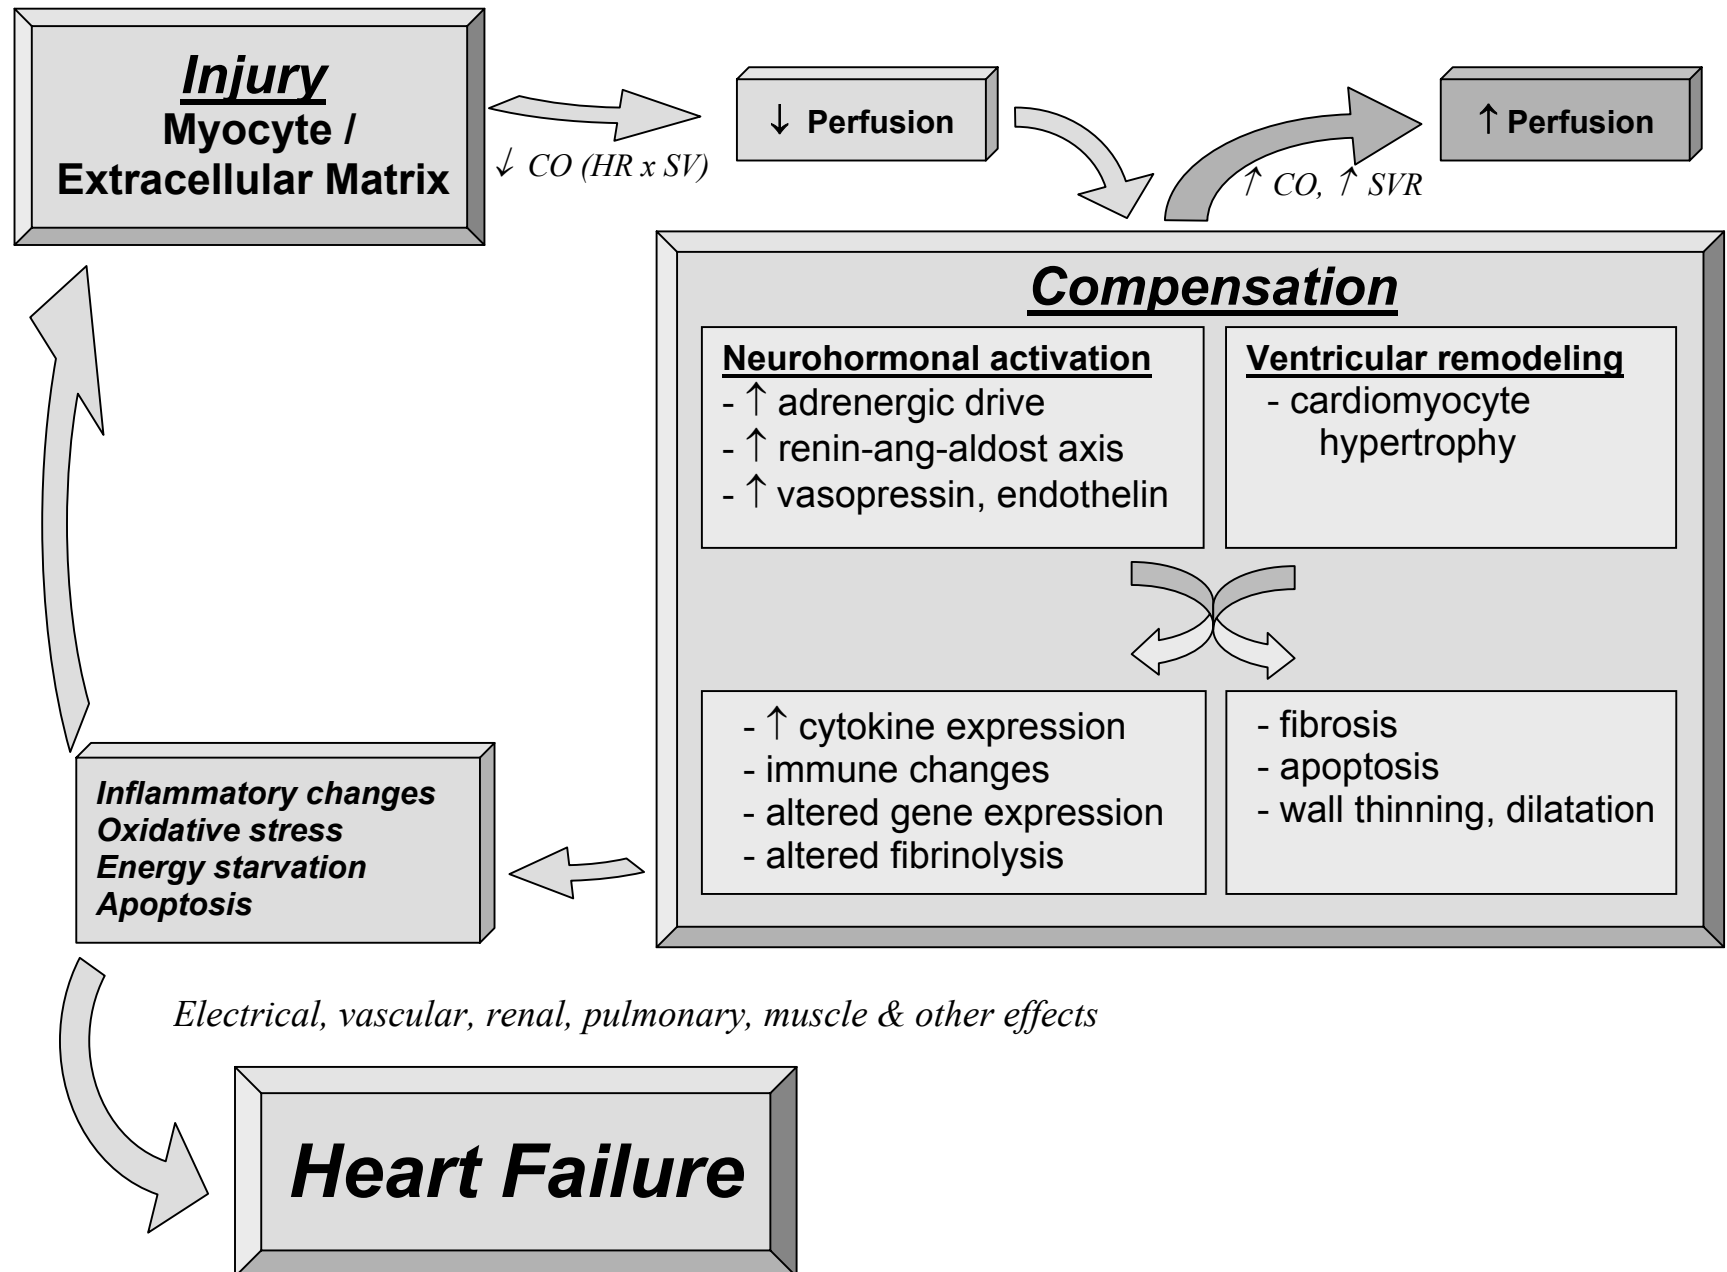 Injury
Myocyte /
Extracellular Matrix
↓ CO (HR x SV)
↓ Perfusion
↑ CO, ↑ SVR
↑ Perfusion
Compensation
Neurohormonal activation
- ↑ adrenergic drive
- ↑ renin-ang-aldost axis
- ↑ vasopressin, endothelin
Ventricular remodeling
- cardiomyocyte
hypertrophy
- ↑ cytokine expression
- immune changes
- altered gene expression
- altered fibrinolysis
- fibrosis
- apoptosis
- wall thinning, dilatation
Inflammatory changes
Oxidative stress
Energy starvation
Apoptosis
Electrical, vascular, renal, pulmonary, muscle & other effects
Heart Failure